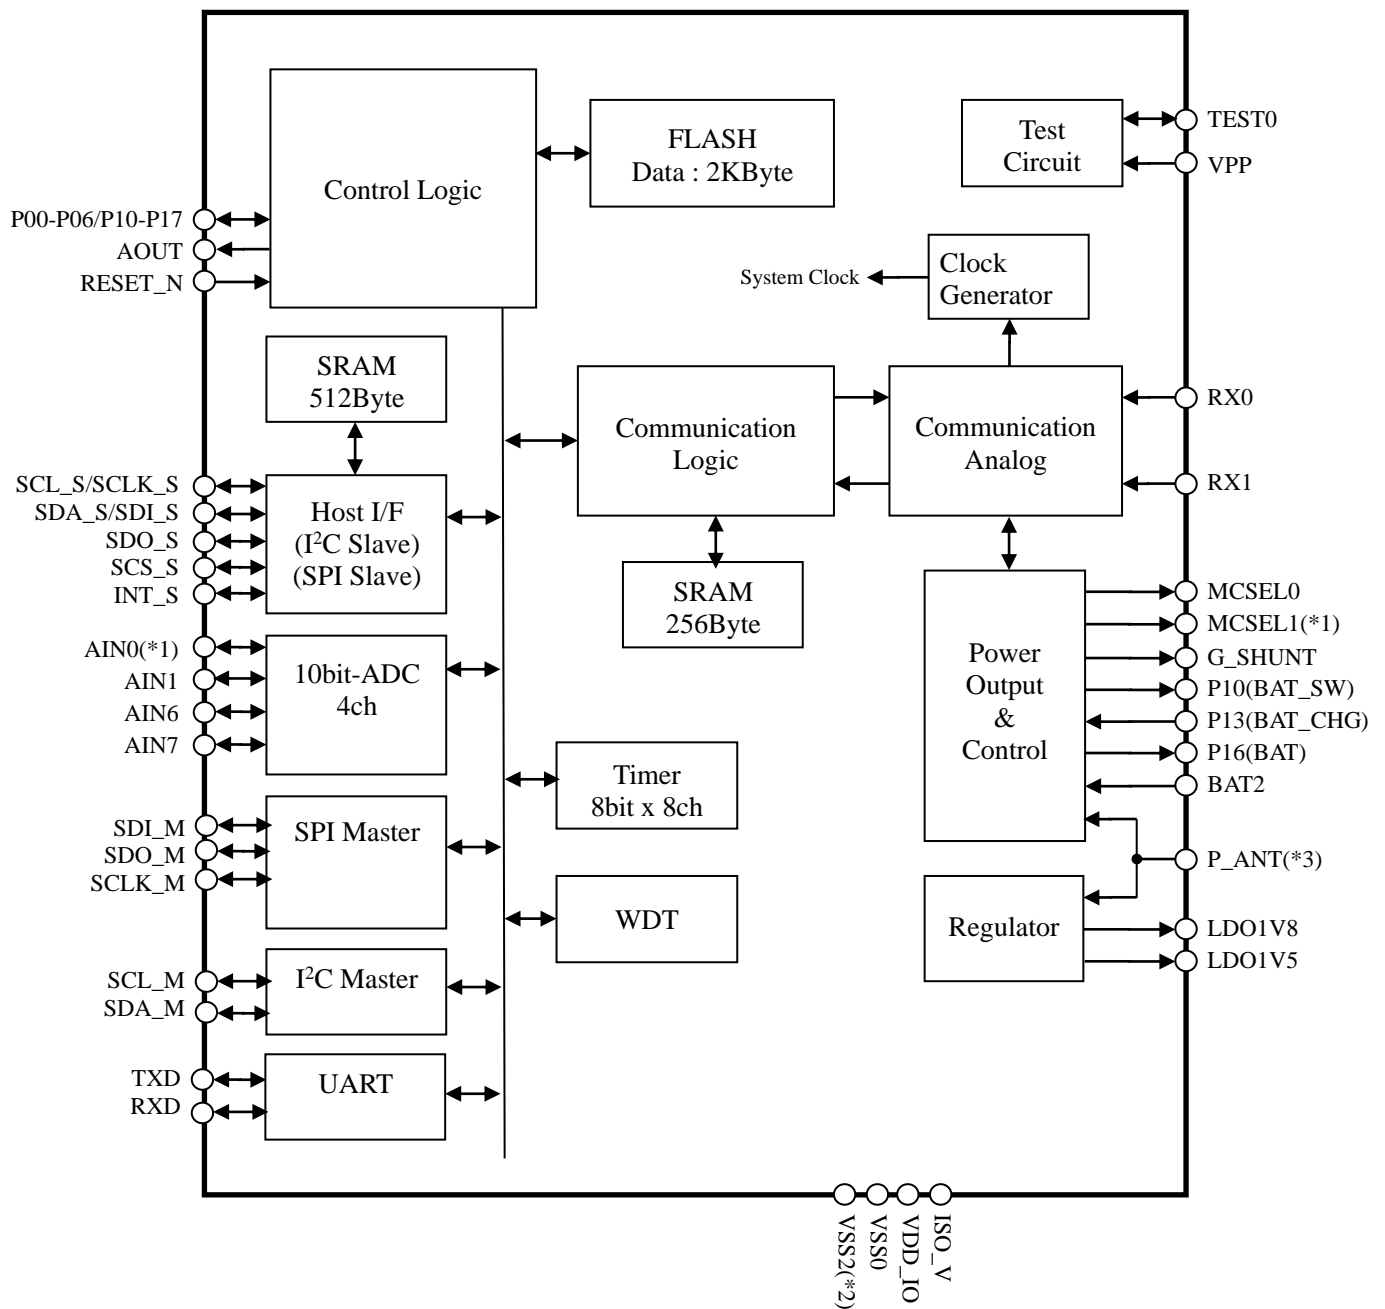 Control Logic
FLASH
Data : 2KByte
Test
Circuit
TEST0
VPP
P00-P06/P10-P17
AOUT
RESET_N
System Clock
Clock
Generator
SRAM
512Byte
Communication
Logic
Communication
Analog
RX0
RX1
SCL_S/SCLK_S
SDA_S/SDI_S
SDO_S
SCS_S
INT_S
Host I/F
(I²C Slave)
(SPI Slave)
SRAM
256Byte
Power
Output
&
Control
MCSEL0
MCSEL1(*1)
G_SHUNT
P10(BAT_SW)
P13(BAT_CHG)
P16(BAT)
BAT2
P_ANT(*3)
AIN0(*1)
AIN1
AIN6
AIN7
10bit-ADC
4ch
Timer
8bit x 8ch
SDI_M
SDO_M
SCLK_M
SPI Master
WDT
Regulator
LDO1V8
LDO1V5
SCL_M
SDA_M
I²C Master
TXD
RXD
UART
VSS2(*2)
VSS0
VDD_IO
ISO_V